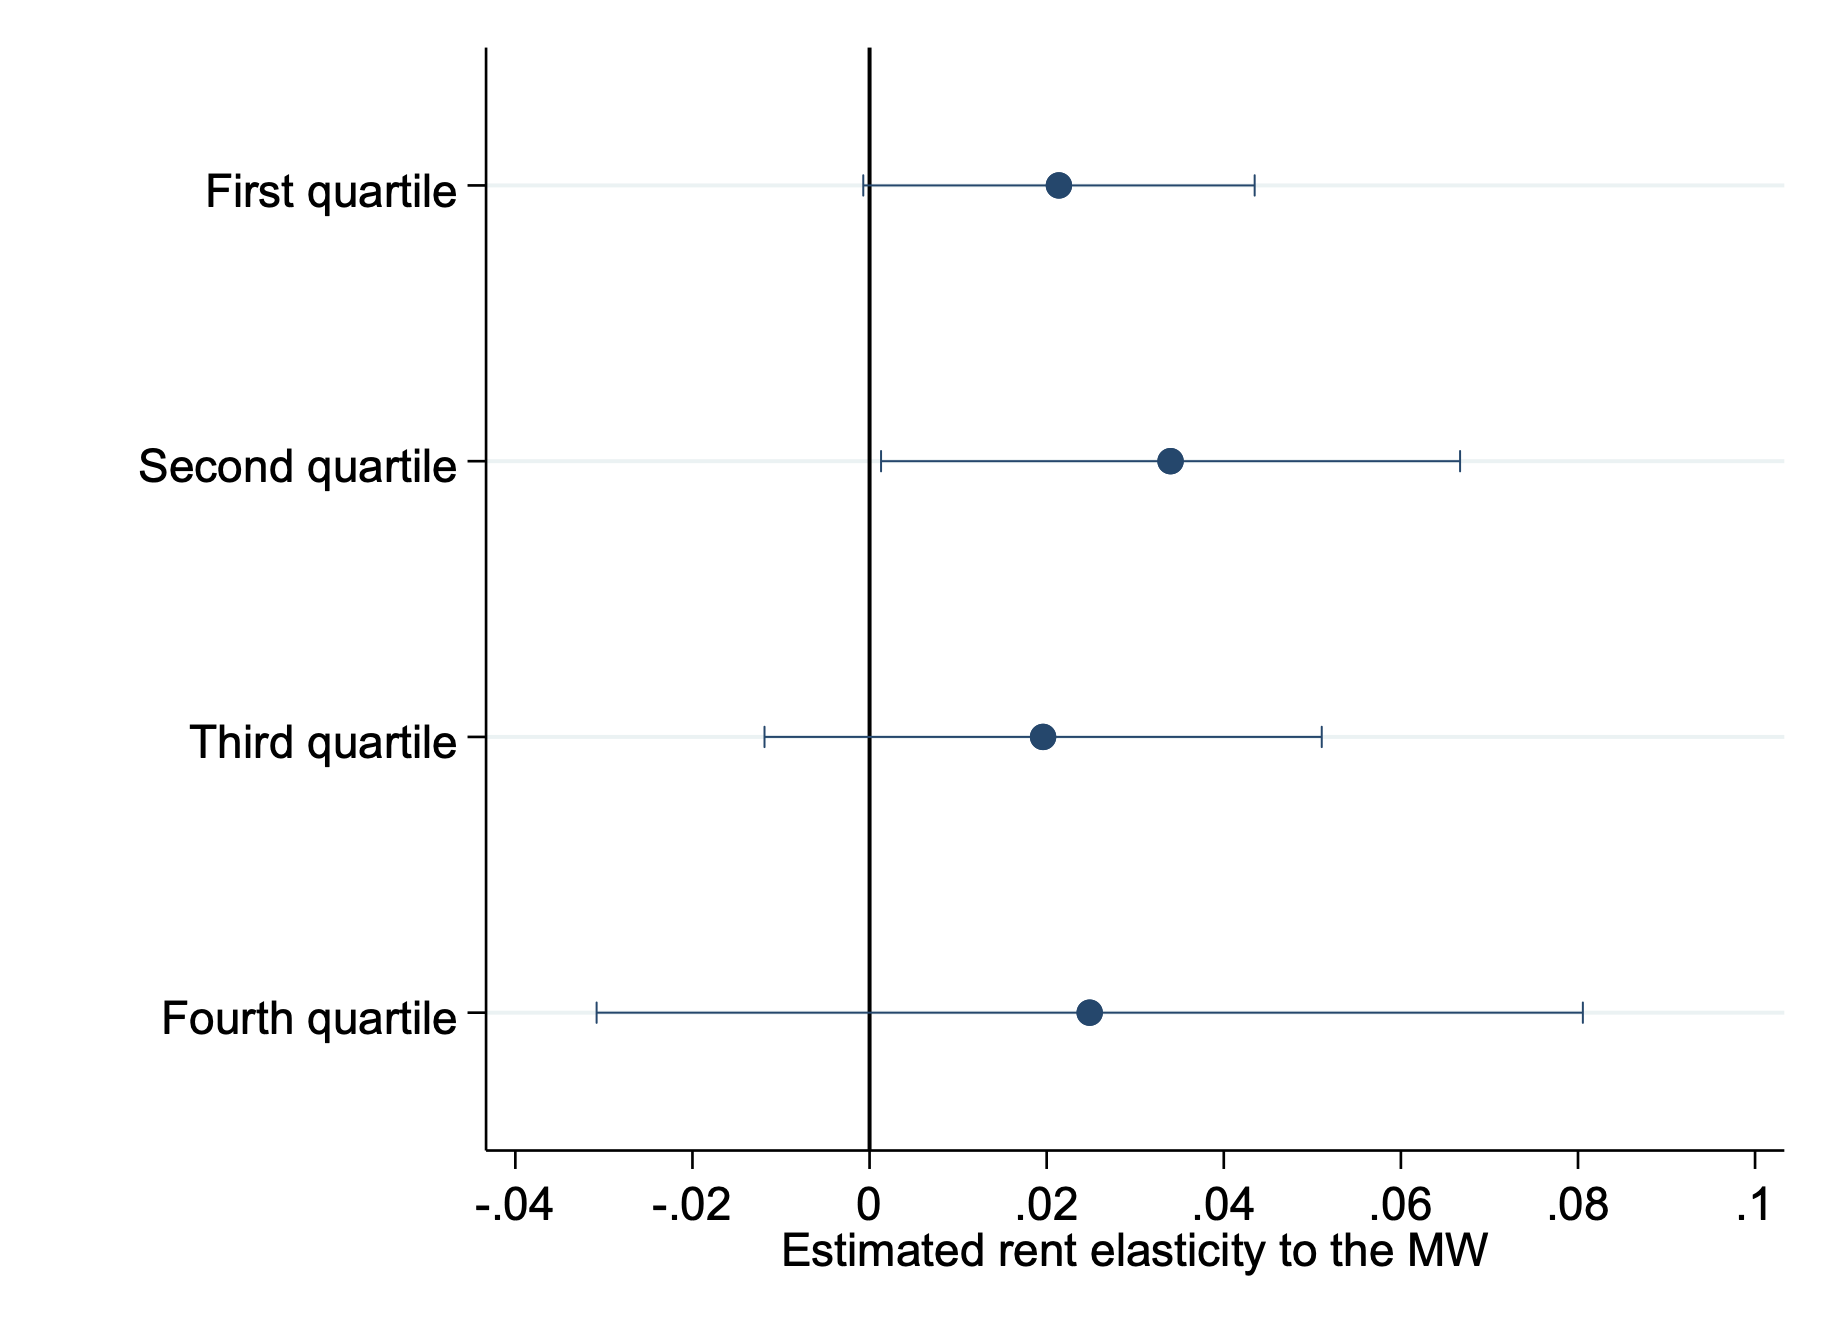 First quartile
Second quartile
Third quartile
Fourth quartile
-.04 -.02 0 .02 .04 .06 .08 .1
Estimated rent elasticity to the MW